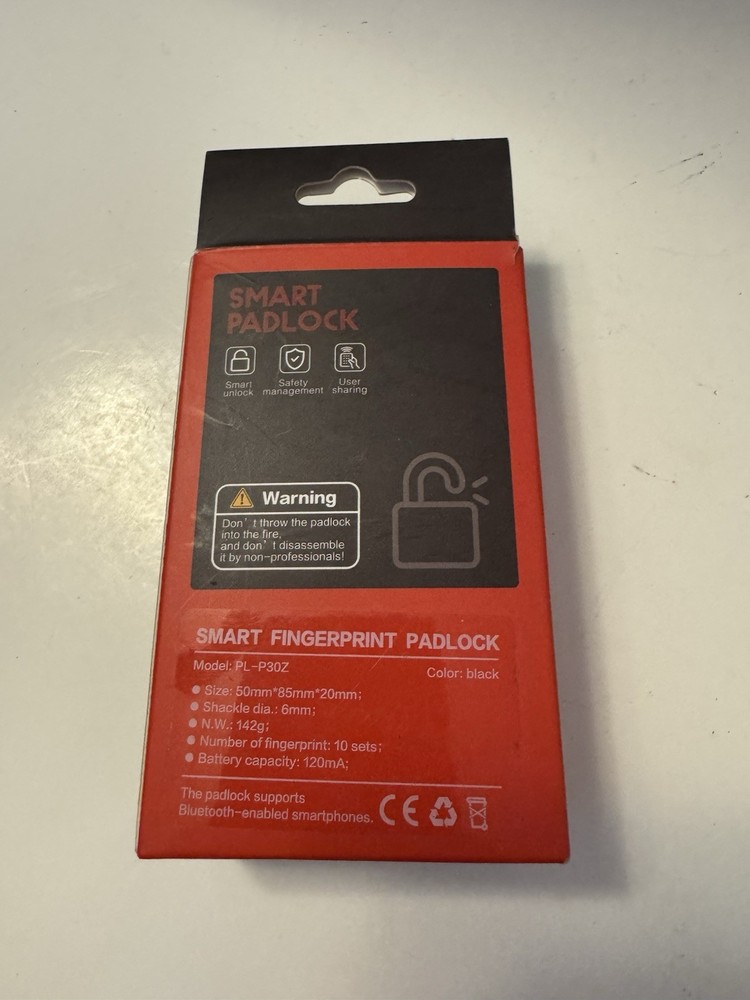 SMART
PADLOCK
Smart
unlock
Safety
management
User
sharing
Warning
Don't throw the padlock
into the fire,
and don't disassemble
it by non-professionals!
SMART FINGERPRINT PADLOCK
Model: PL-P30Z
Color: black
● Size: 50mm*85mm*20mm;
● Shackle dia.: 6mm;
● N.W.: 142g;
● Number of fingerprint: 10 sets;
● Battery capacity: 120mA;
The padlock supports
Bluetooth-enabled smartphones.
CE